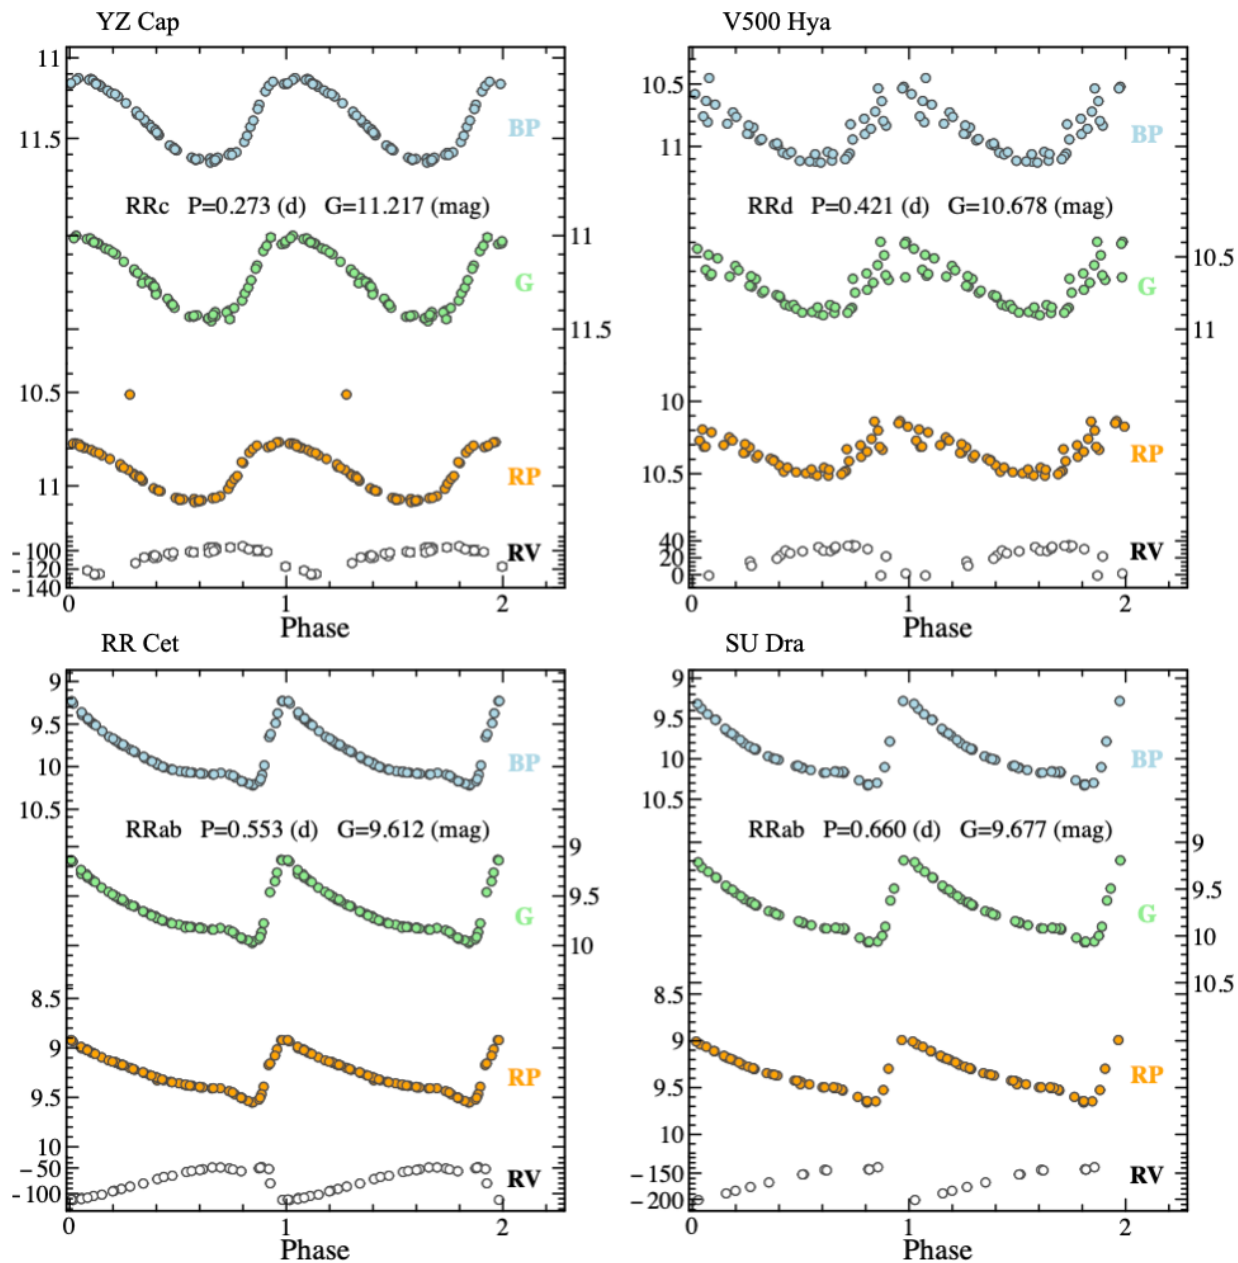 YZ Cap
11
11.5
BP
RRc P=0.273 (d) G=11.217 (mag)
11
11.5
G
10.5
11
RP
-100
-120
-140
RV
0 1 2
Phase
V500 Hya
10.5
11
BP
RRd P=0.421 (d) G=10.678 (mag)
10.5
11
G
10
10.5
RP
40
20
0
RV
0 1 2
Phase
RR Cet
9
9.5
10
10.5
BP
RRab P=0.553 (d) G=9.612 (mag)
9
9.5
10
G
8.5
9
9.5
10
RP
-50
-100
RV
0 1 2
Phase
SU Dra
9
9.5
10
10.5
BP
RRab P=0.660 (d) G=9.677 (mag)
9
9.5
10
10.5
G
8.5
9
9.5
10
RP
-150
-200
RV
0 1 2
Phase